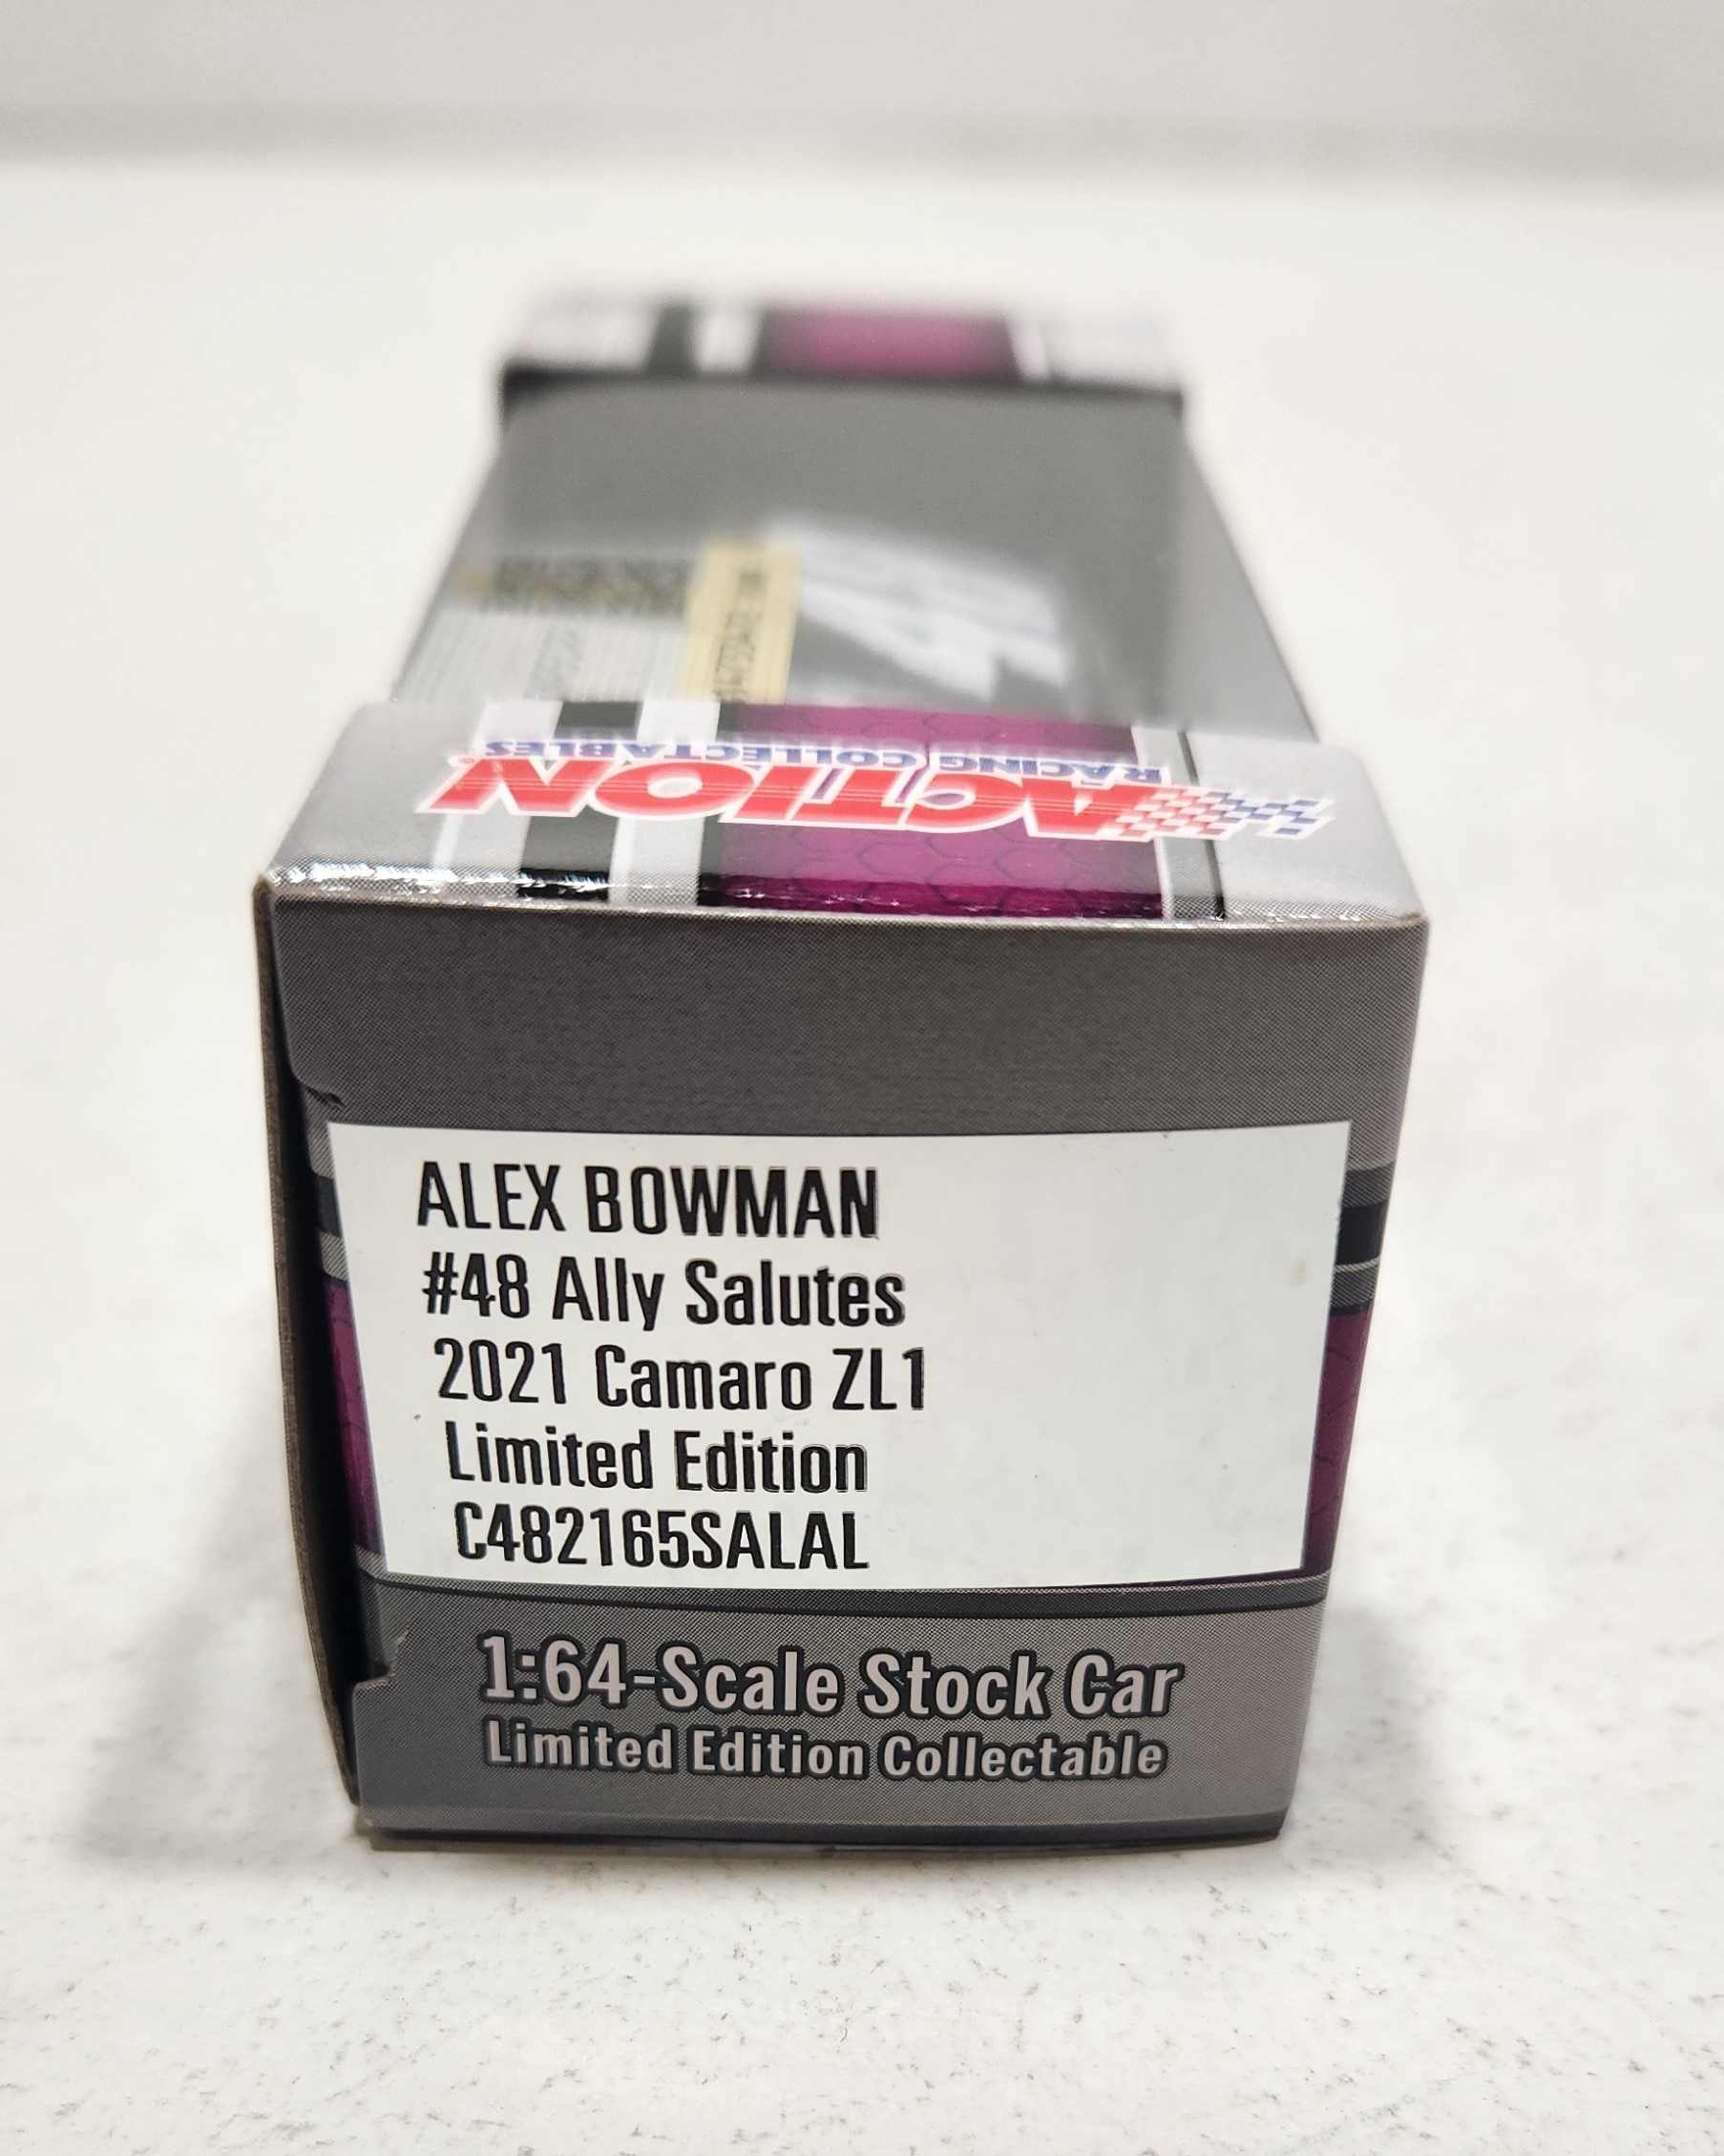 RACING COLLECTABLES
ACTION
ALEX BOWMAN
#48 Ally Salutes
2021 Camaro ZL1
Limited Edition
C482165SALAL
1:64-Scale Stock Car
Limited Edition Collectable